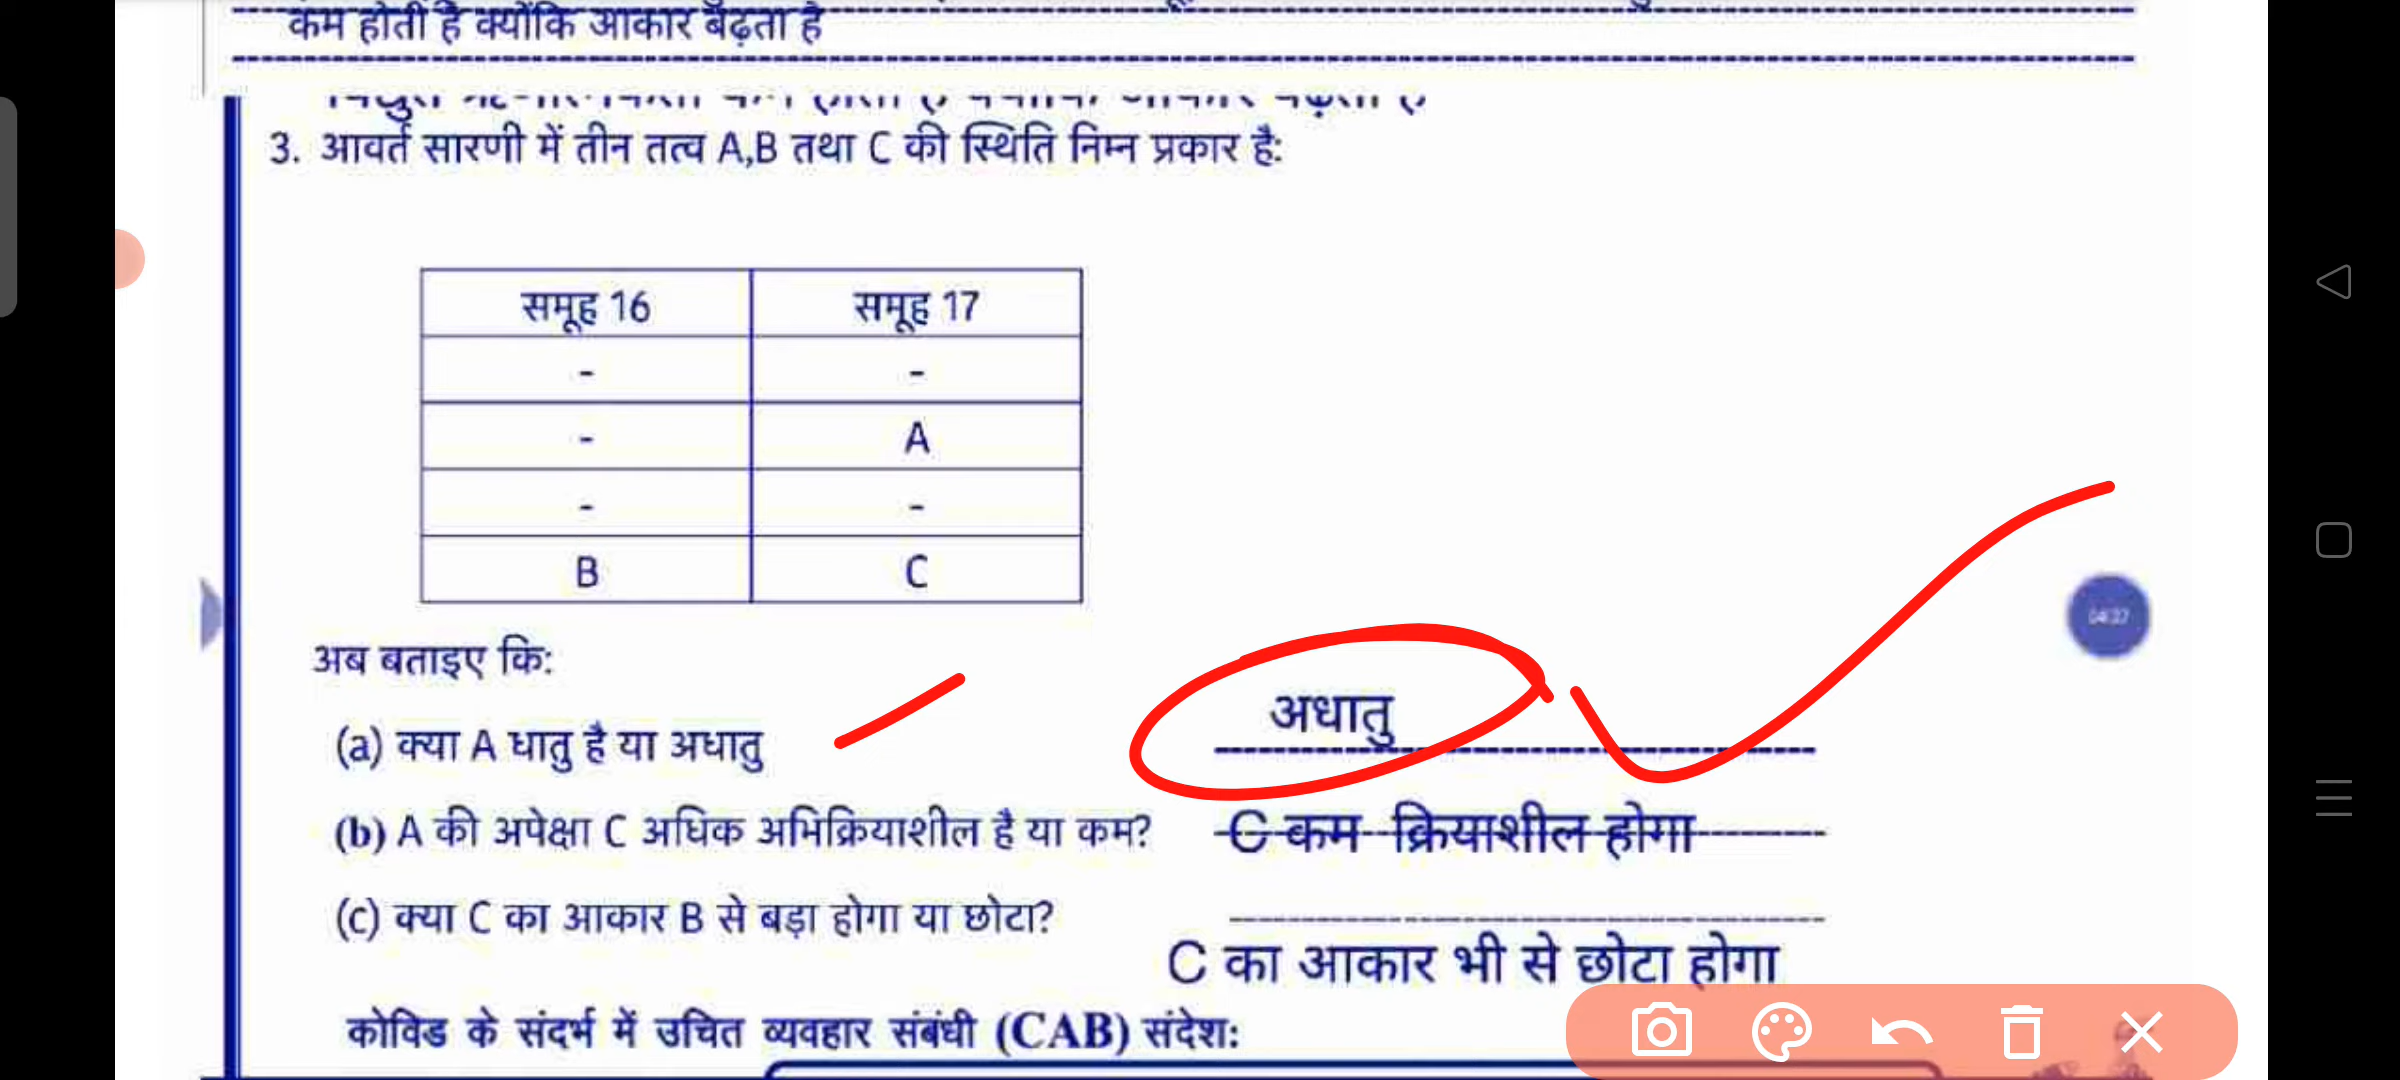 कम होती है क्योंकि आकार बढ़ता है
3. आवर्त सारणी में तीन तत्व A,B तथा C की स्थिति निम्न प्रकार है:
समूह 16 समूह 17
- -
- A
- -
B C
अब बताइए कि:
(a) क्या A धातु है या अधातु अधातु
(b) A की अपेक्षा C अधिक अभिक्रियाशील है या कम? C कम क्रियाशील होगा
(c) क्या C का आकार B से बड़ा होगा या छोटा?
C का आकार भी से छोटा होगा
कोविड के संदर्भ में उचित व्यवहार संबंधी (CAB) संदेश: